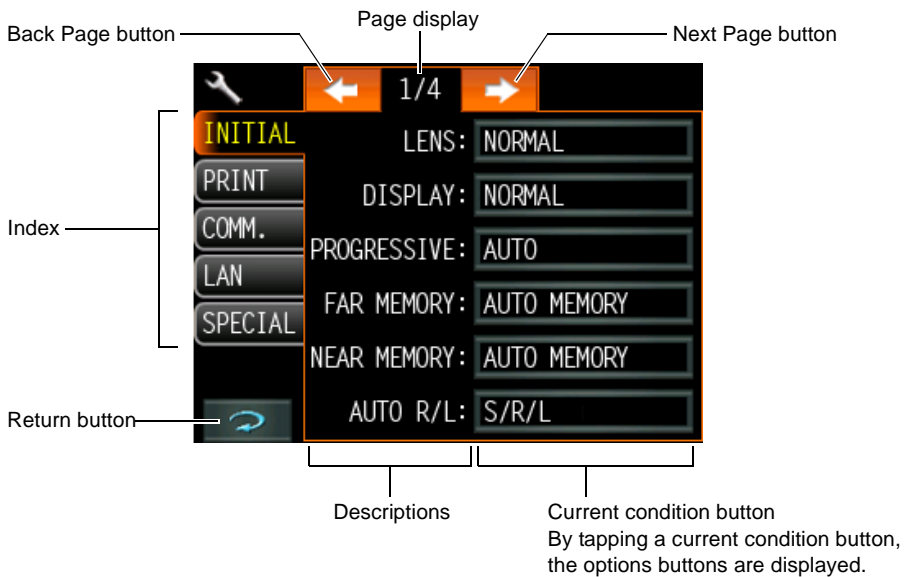 Page display
Back Page button
Next Page button
1/4
INITIAL
LENS: NORMAL
PRINT
DISPLAY: NORMAL
COMM.
Index
PROGRESSIVE: AUTO
LAN
FAR MEMORY: AUTO MEMORY
SPECIAL
NEAR MEMORY: AUTO MEMORY
Return button
AUTO R/L: S/R/L
Descriptions
Current condition button
By tapping a current condition button,
the options buttons are displayed.